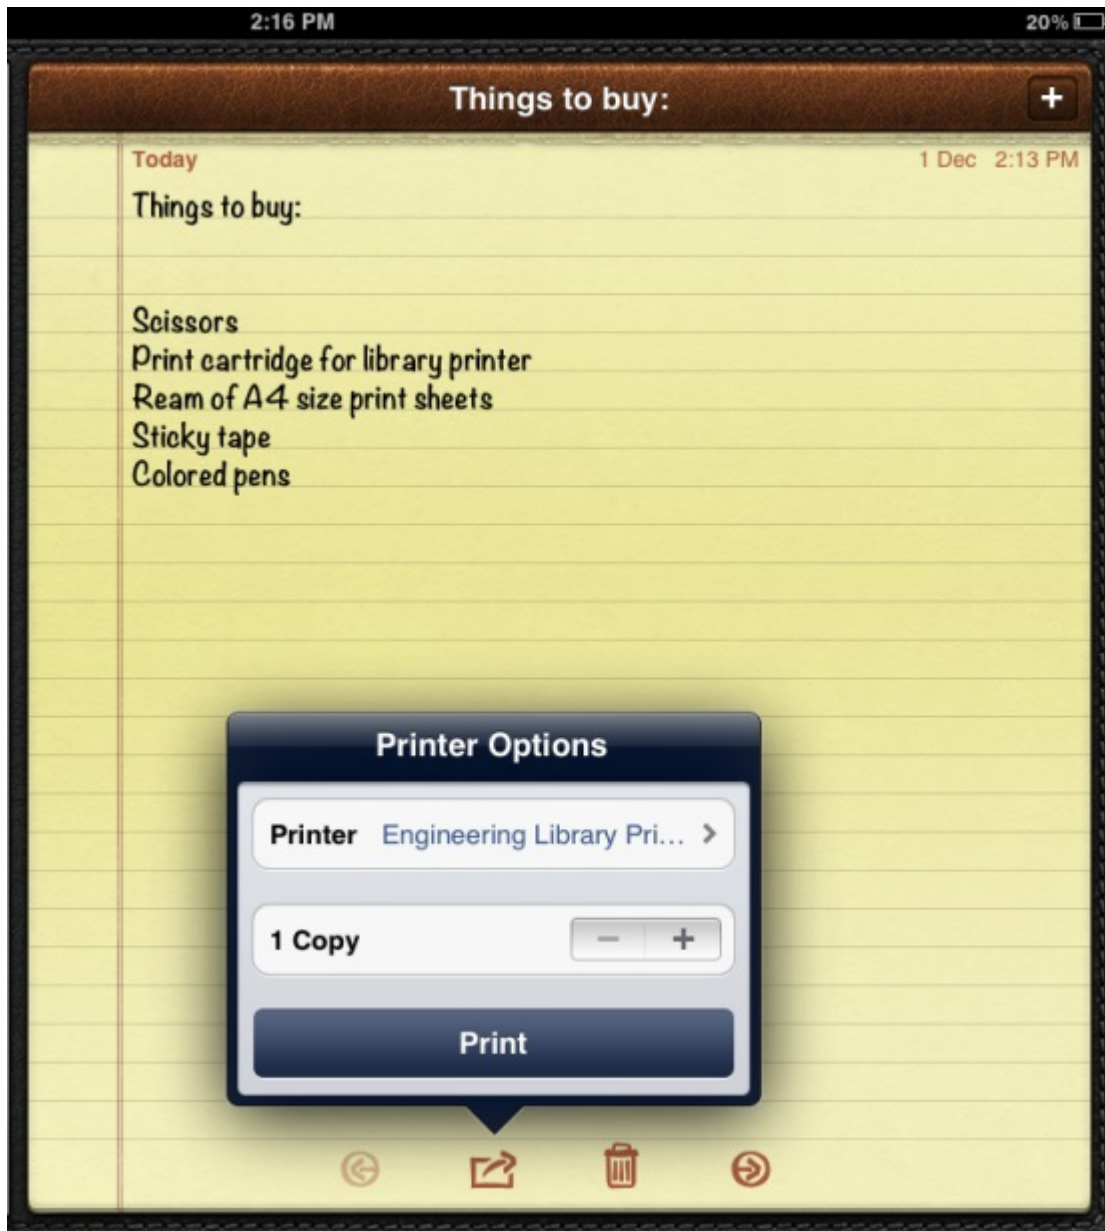 2:16 PM 20%
Things to buy: +
Today 1 Dec 2:13 PM
Things to buy:
Scissors
Print cartridge for library printer
Ream of A4 size print sheets
Sticky tape
Colored pens
Printer Options
Printer Engineering Library Pri...
1 Copy − +
Print